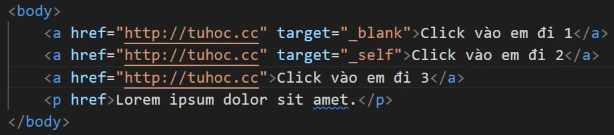 <body>
<a href="http://tuhoc.cc" target="_blank">Click vào em đi 1</a>
<a href="http://tuhoc.cc" target="_self">Click vào em đi 2</a>
<a href="http://tuhoc.cc">Click vào em đi 3</a>
<p href>Lorem ipsum dolor sit amet.</p>
</body>